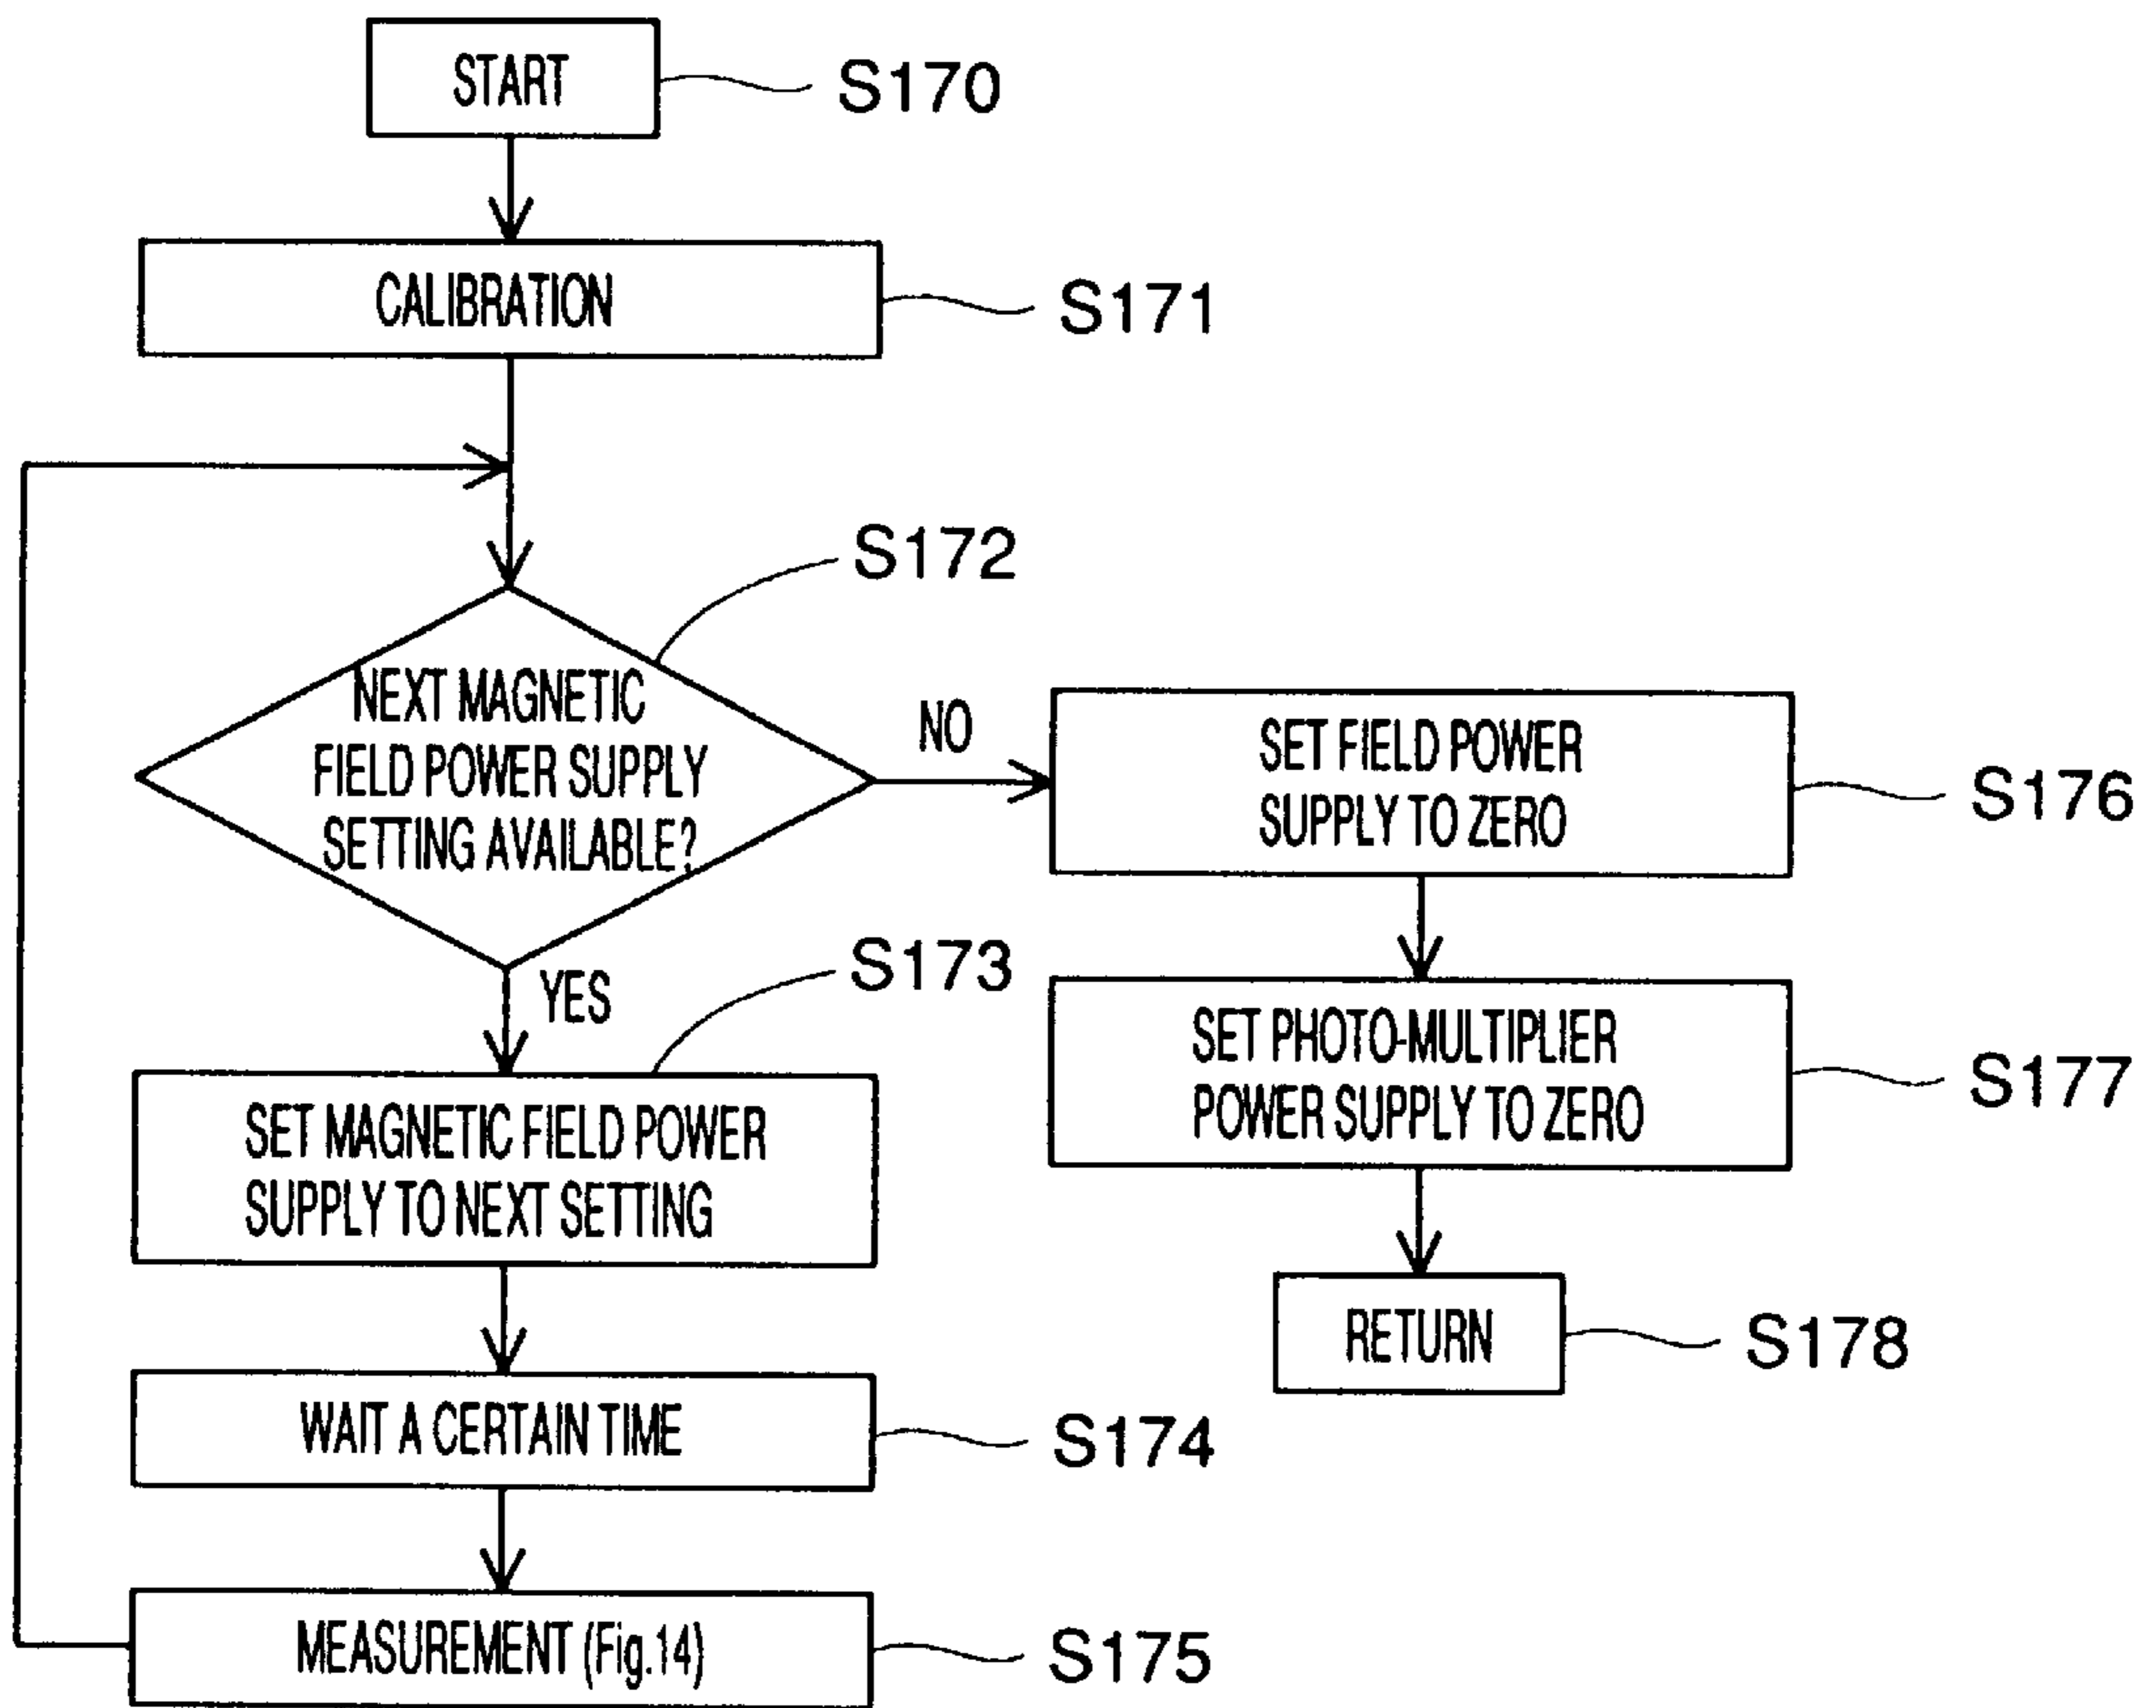 START
S170
CALIBRATION
S171
S172
NEXT MAGNETIC
FIELD POWER SUPPLY
SETTING AVAILABLE?
NO
SET FIELD POWER
SUPPLY TO ZERO
S176
YES
S173
SET PHOTO-MULTIPLIER
POWER SUPPLY TO ZERO
S177
SET MAGNETIC FIELD POWER
SUPPLY TO NEXT SETTING
RETURN
S178
WAIT A CERTAIN TIME
S174
MEASUREMENT (Fig.14)
S175